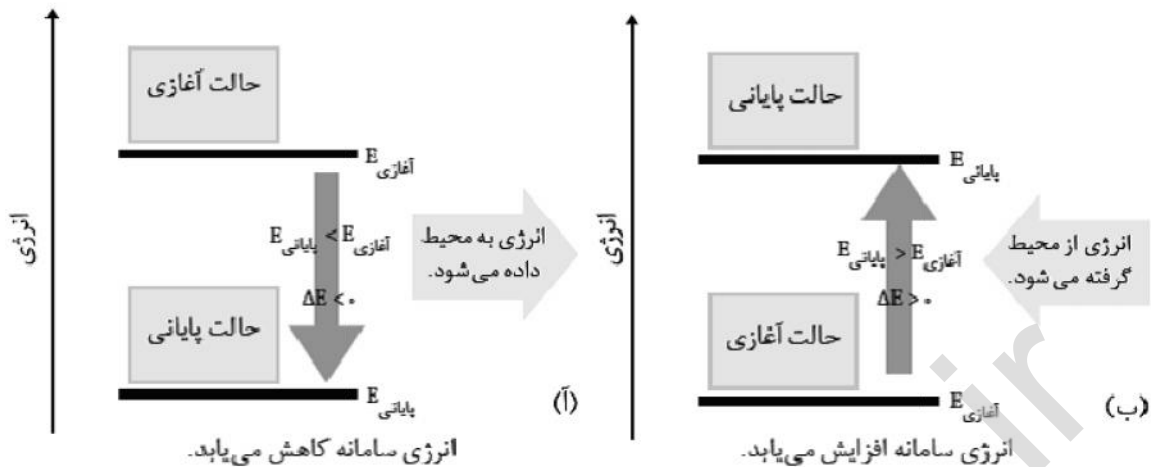 انرژی
حالت آغازی
E آغازی
E پایانی < E آغازی
ΔE < ۰
انرژی به محیط
داده می‌شود.
حالت پایانی
E پایانی
(آ)
انرژی سامانه کاهش می‌یابد.
انرژی
حالت پایانی
E پایانی
E پایانی > E آغازی
ΔE > ۰
انرژی از محیط
گرفته می‌شود.
حالت آغازی
E آغازی
(ب)
انرژی سامانه افزایش می‌یابد.
ir